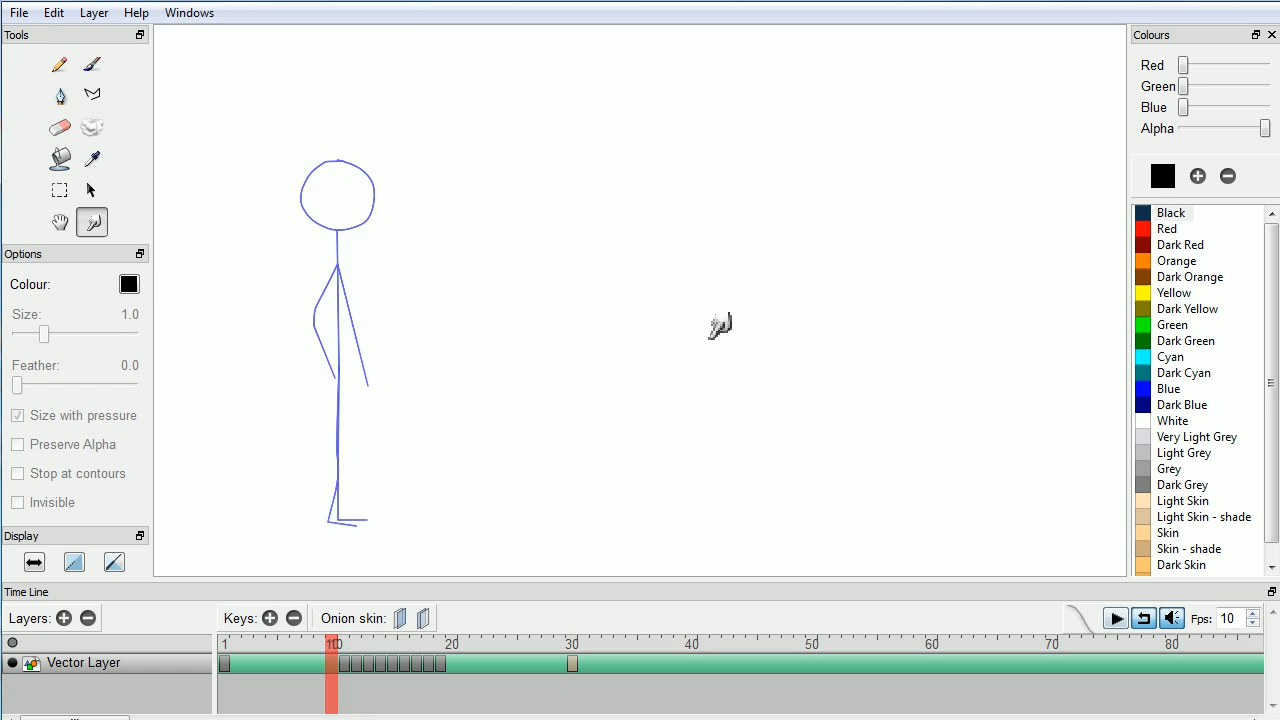 File Edit Layer Help Windows
Tools
Colours
Red
Green
Blue
Alpha
Options
Colour:
Size: 1.0
Feather: 0.0
Size with pressure
Preserve Alpha
Stop at contours
Invisible
Display
Black
Red
Dark Red
Orange
Dark Orange
Yellow
Dark Yellow
Green
Dark Green
Cyan
Dark Cyan
Blue
Dark Blue
White
Very Light Grey
Light Grey
Grey
Dark Grey
Light Skin
Light Skin - shade
Skin
Skin - shade
Dark Skin
Time Line
Layers: Keys: Onion skin: Fps: 10
1 10 20 30 40 50 60 70 80
Vector Layer